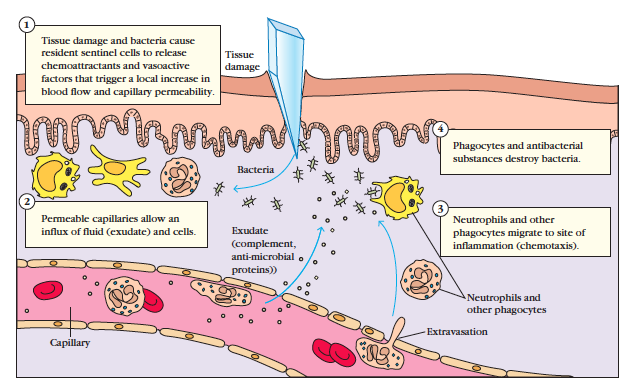 1
Tissue damage and bacteria cause
resident sentinel cells to release
chemoattractants and vasoactive
factors that trigger a local increase in
blood flow and capillary permeability.
Tissue
damage
4
Phagocytes and antibacterial
substances destroy bacteria.
Bacteria
2
Permeable capillaries allow an
influx of fluid (exudate) and cells.
3
Neutrophils and other
phagocytes migrate to site of
inflammation (chemotaxis).
Exudate
(complement,
anti-microbial
proteins))
Neutrophils and
other phagocytes
Extravasation
Capillary